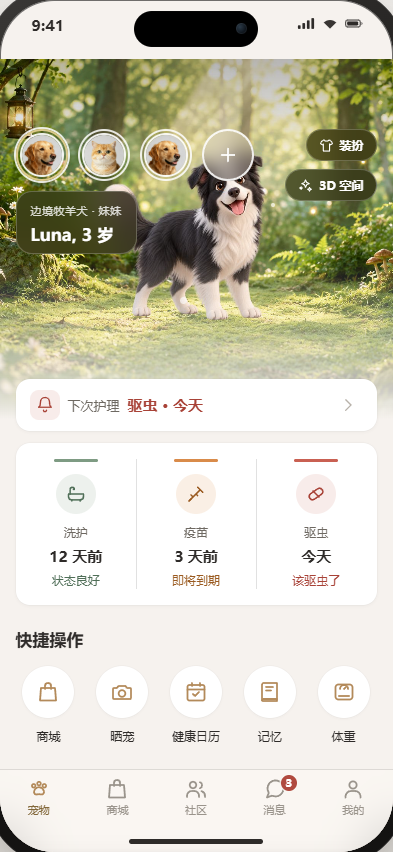 9:41
装扮
3D 空间
边境牧羊犬 · 妹妹
Luna, 3 岁
下次护理 驱虫 • 今天
洗护 疫苗 驱虫
12 天前 3 天前 今天
状态良好 即将到期 该驱虫了
快捷操作
商城 晒宠 健康日历 记忆 体重
3
宠物 商城 社区 消息 我的